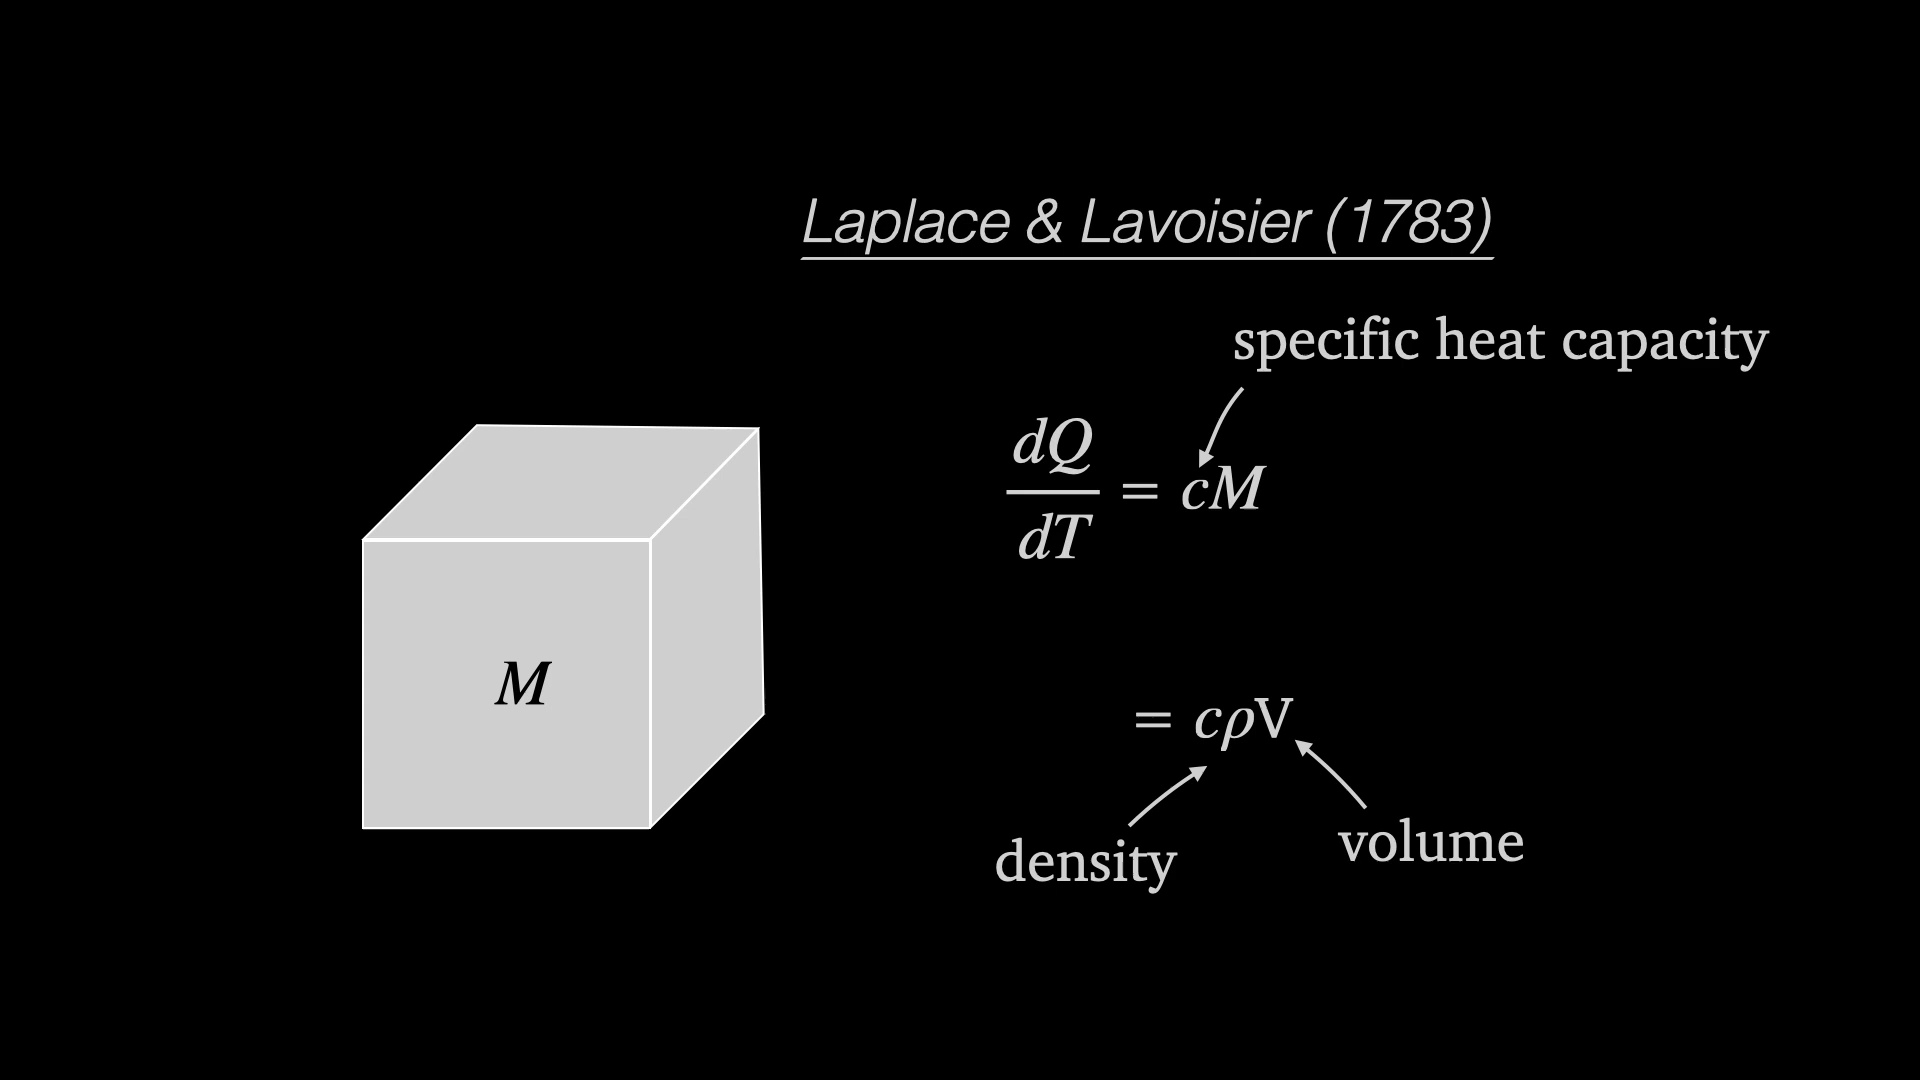 Laplace & Lavoisier (1783)
specific heat capacity
dQ
dT
= cM
M
= cρV
density
volume